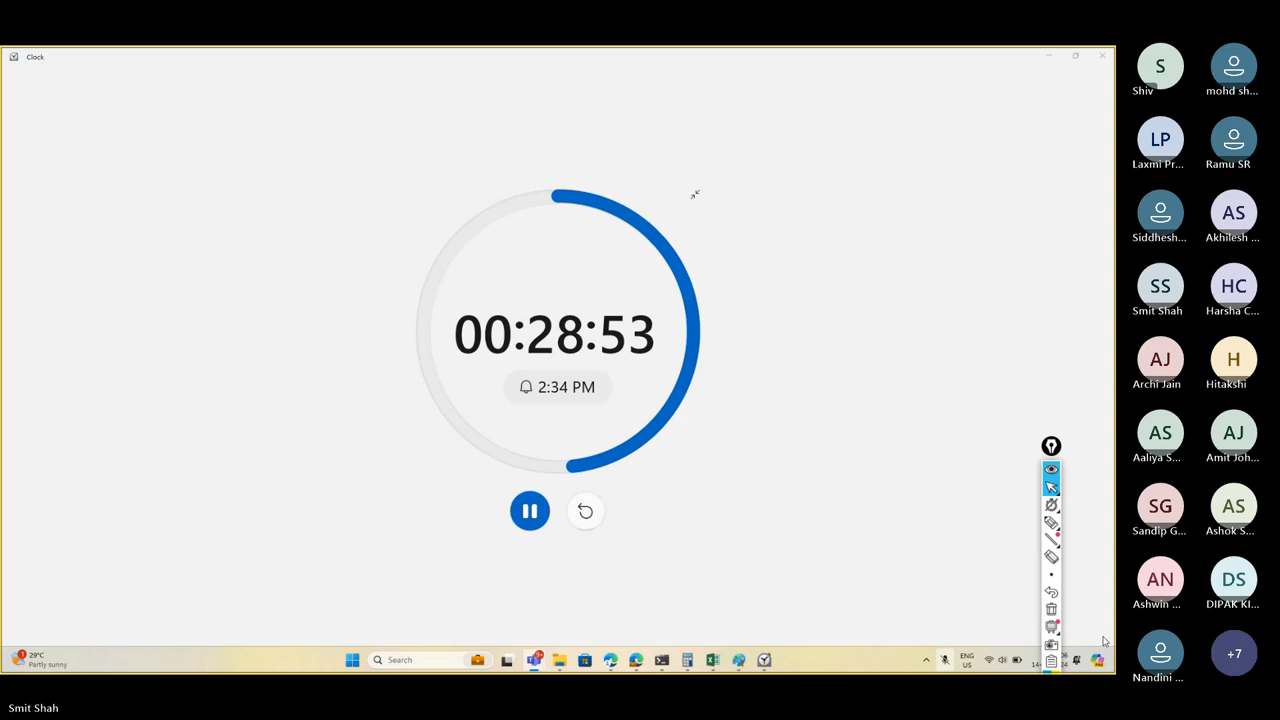 Clock
00:28:53
2:34 PM
29°C
Partly sunny
Search
ENG
US
S
Shiv
mohd sh...
LP
Laxmi Pr...
Ramu SR
Siddhesh...
AS
Akhilesh ...
SS
Smit Shah
HC
Harsha C...
AJ
Archi Jain
H
Hitakshi
AS
Aaliya S...
AJ
Amit Joh...
SG
Sandip G...
AS
Ashok S...
AN
Ashwin ...
DS
DIPAK KI...
Nandini ...
+7
Smit Shah